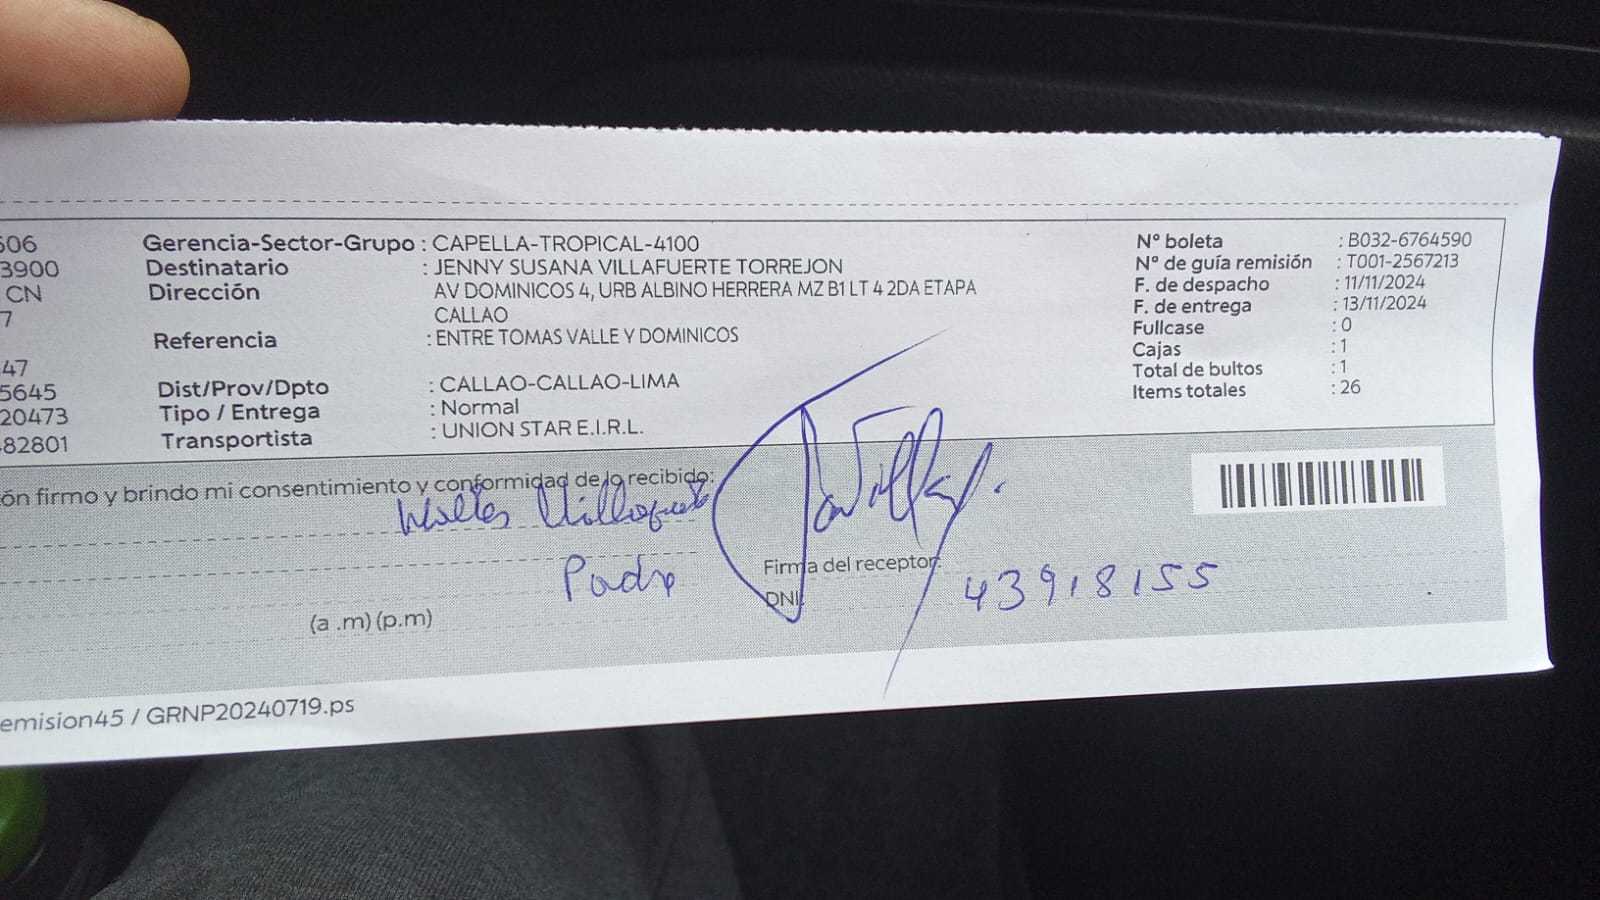 606
3900
CN
7
47
5645
20473
482801
Gerencia-Sector-Grupo : CAPELLA-TROPICAL-4100
Destinatario : JENNY SUSANA VILLAFUERTE TORREJON
Dirección AV DOMINICOS 4, URB ALBINO HERRERA MZ B1 LT 4 2DA ETAPA
CALLAO
Referencia : ENTRE TOMAS VALLE Y DOMINICOS
Dist/Prov/Dpto : CALLAO-CALLAO-LIMA
Tipo / Entrega : Normal
Transportista : UNION STAR E.I.R.L.
N° boleta : B032-6764590
N° de guía remisión : T001-2567213
F. de despacho : 11/11/2024
F. de entrega : 13/11/2024
Fullcase : 0
Cajas : 1
Total de bultos : 1
Items totales : 26
ón firmo y brindo mi consentimiento y conformidad de lo recibido:
Walter Villafuerte
Padre
Firma del receptor:
DNI: 43918155
(a .m) (p.m)
emision45 / GRNP20240719.ps